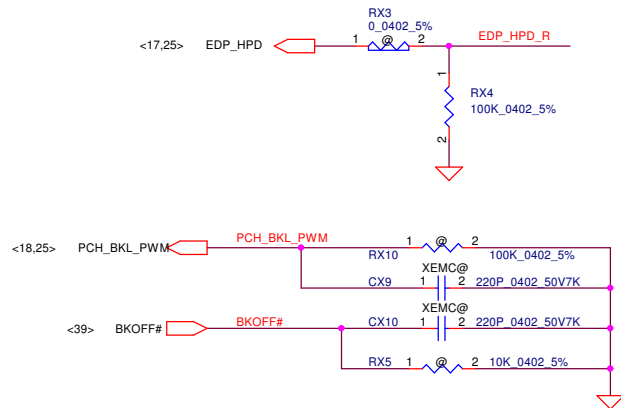 RX3
0_0402_5%
<17,25> EDP_HPD 1 @ 2 EDP_HPD_R
1
RX4
100K_0402_5%
2
<18,25> PCH_BKL_PWM PCH_BKL_PWM 1 @ 2
RX10 100K_0402_5%
XEMC@
CX9 1 2 220P_0402_50V7K
XEMC@
<39> BKOFF# BKOFF# CX10 1 2 220P_0402_50V7K
RX5 1 @ 2 10K_0402_5%